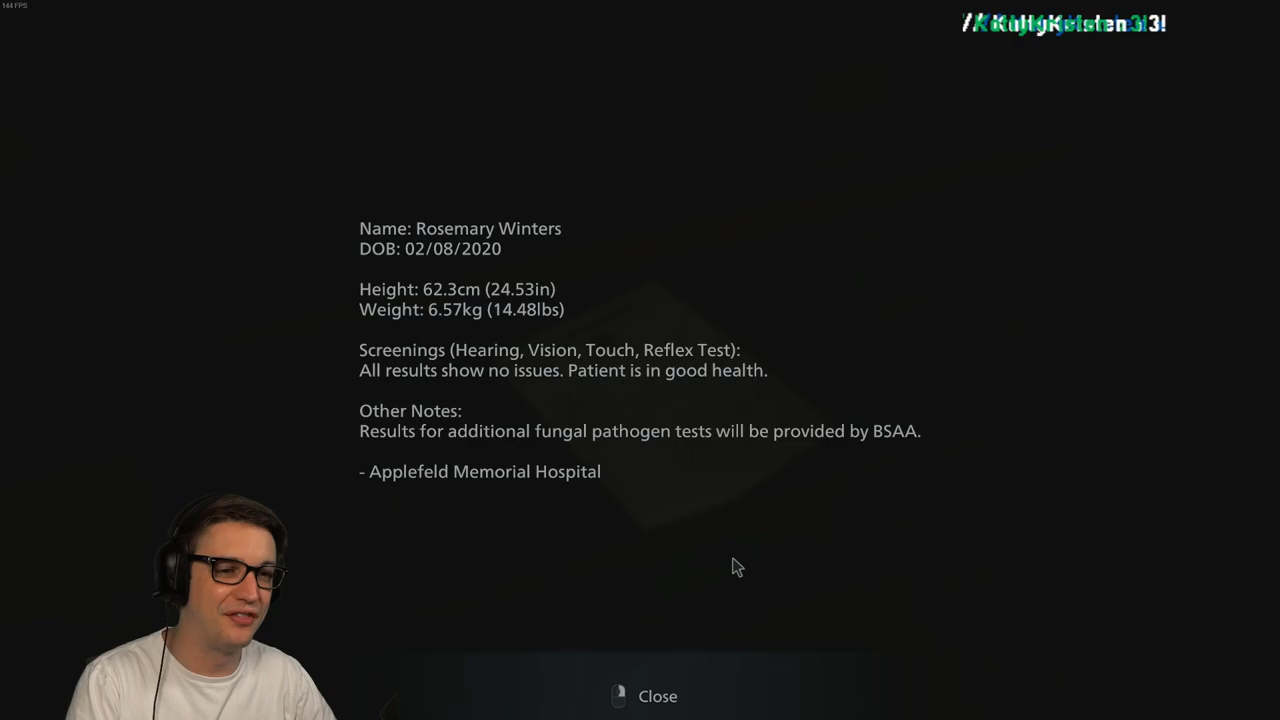 144 FPS
Name: Rosemary Winters
DOB: 02/08/2020
Height: 62.3cm (24.53in)
Weight: 6.57kg (14.48lbs)
Screenings (Hearing, Vision, Touch, Reflex Test):
All results show no issues. Patient is in good health.
Other Notes:
Results for additional fungal pathogen tests will be provided by BSAA.
- Applefeld Memorial Hospital
Close